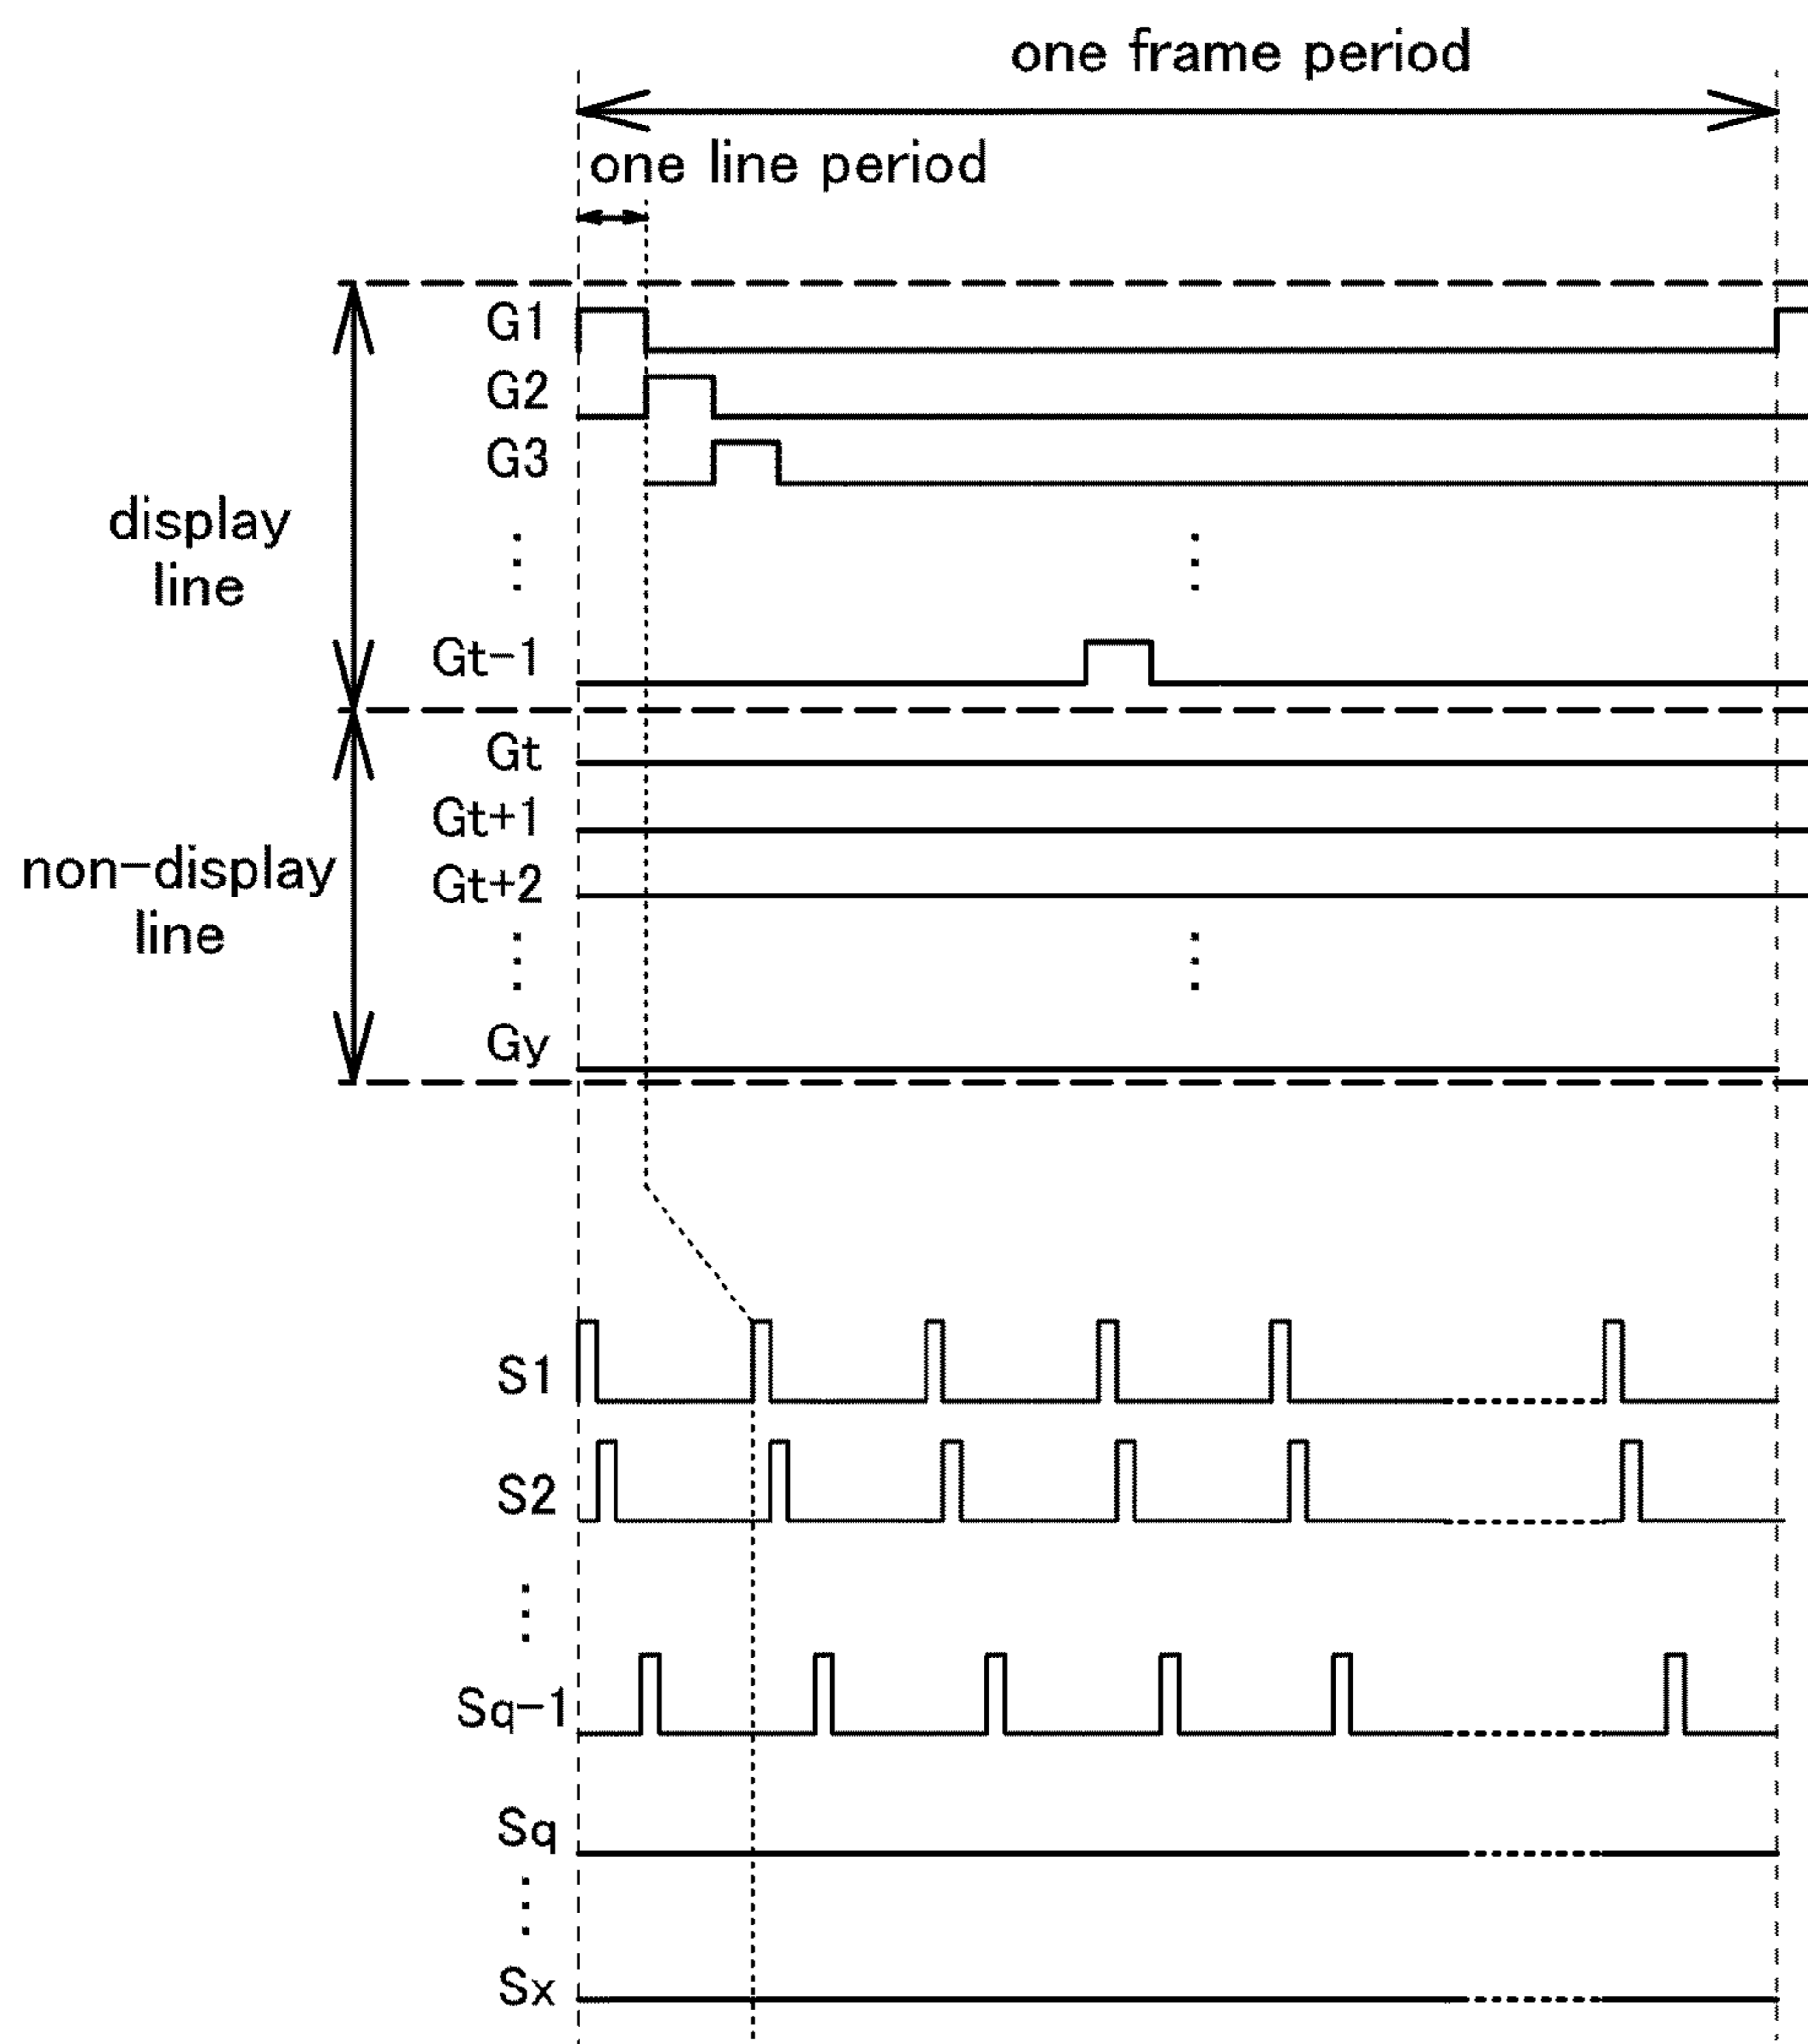 one frame period
one line period
G1
G2
G3
display
line
Gt-1
Gt
Gt+1
non-display
line
Gt+2
Gy
S1
S2
Sq-1
Sq
Sx